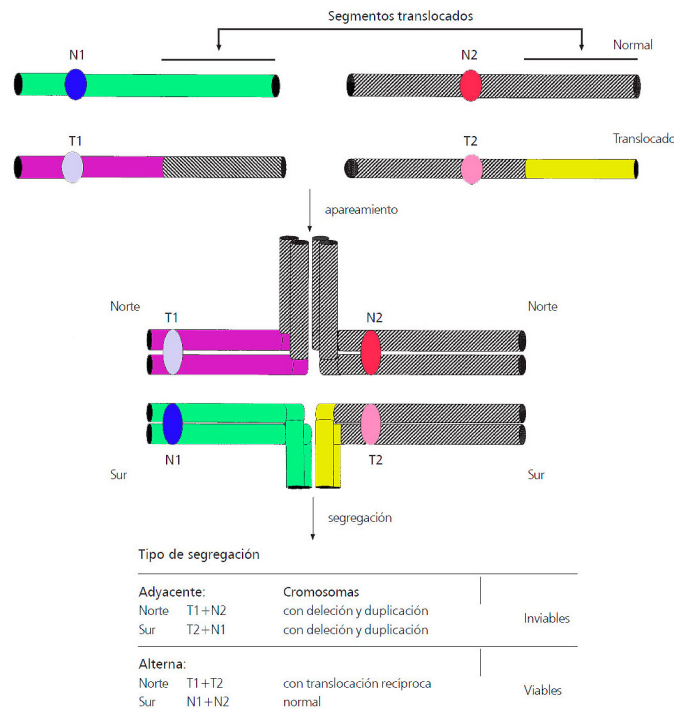 Segmentos translocados
N1
N2
Normal
T1
T2
Translocado
apareamiento
Norte
T1
N2
Norte
Sur
N1
T2
Sur
segregación
Tipo de segregación
Adyacente: Cromosomas
Norte T1+N2 con deleción y duplicación
Inviables
Sur T2+N1 con deleción y duplicación
Alterna:
Norte T1+T2 con translocación recíproca
Viables
Sur N1+N2 normal